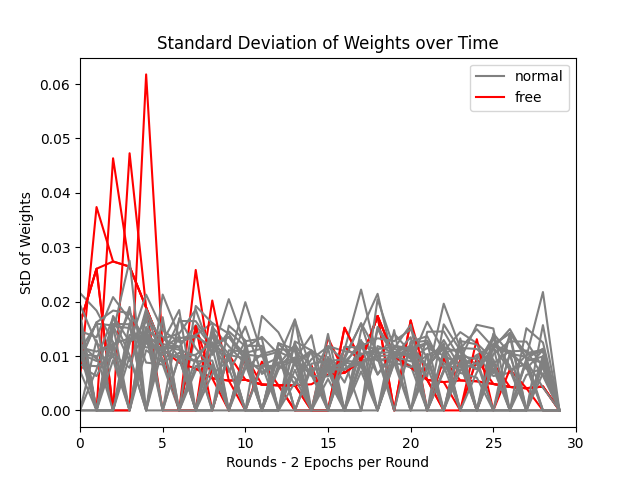 Standard Deviation of Weights over Time
normal
free
0.06
0.05
0.04
0.03
0.02
0.01
0.00
StD of Weights
0
5
10
15
20
25
30
Rounds - 2 Epochs per Round